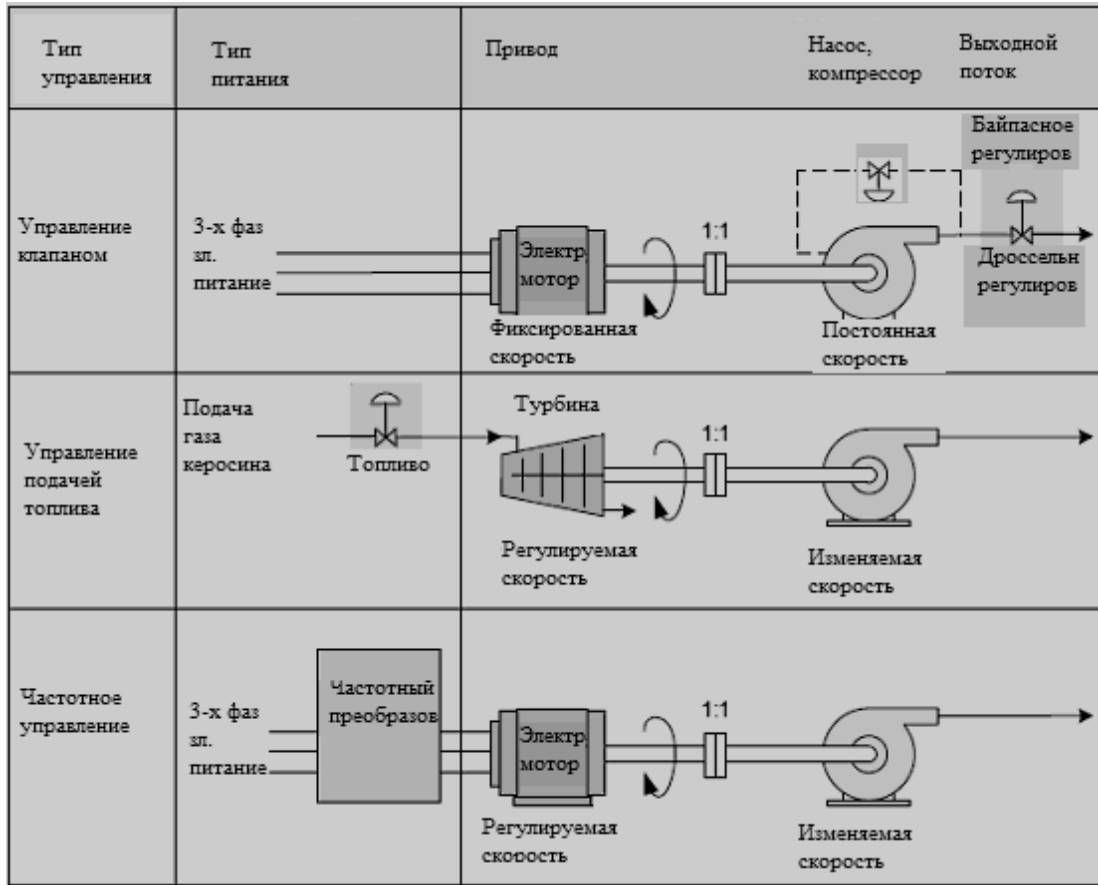 Тип
управления
Тип
питания
Привод
Насос,
компрессор
Выходной
поток
Управление
клапаном
3-х фаз
зл.
питание
Электр
мотор
Фиксированная
скорость
1:1
Постоянная
скорость
Байпасное
регулиров
Дроссельн
регулиров
Управление
подачей
топлива
Подача
газа
керосина
Топливо
Турбина
Регулируемая
скорость
1:1
Изменяемая
скорость
Частотное
управление
3-х фаз
зл.
питание
Частотный
преобразов
Электр
мотор
Регулируемая
скорость
1:1
Изменяемая
скорость